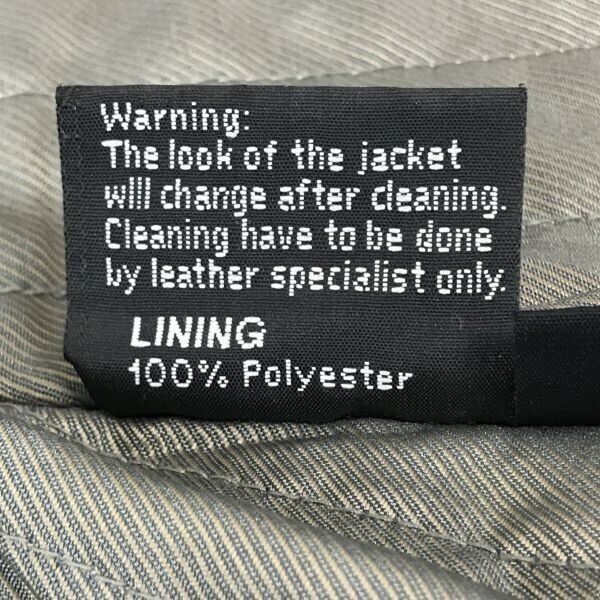 Warning:
The look of the jacket
will change after cleaning.
Cleaning have to be done
by leather specialist only.
LINING
100% Polyester